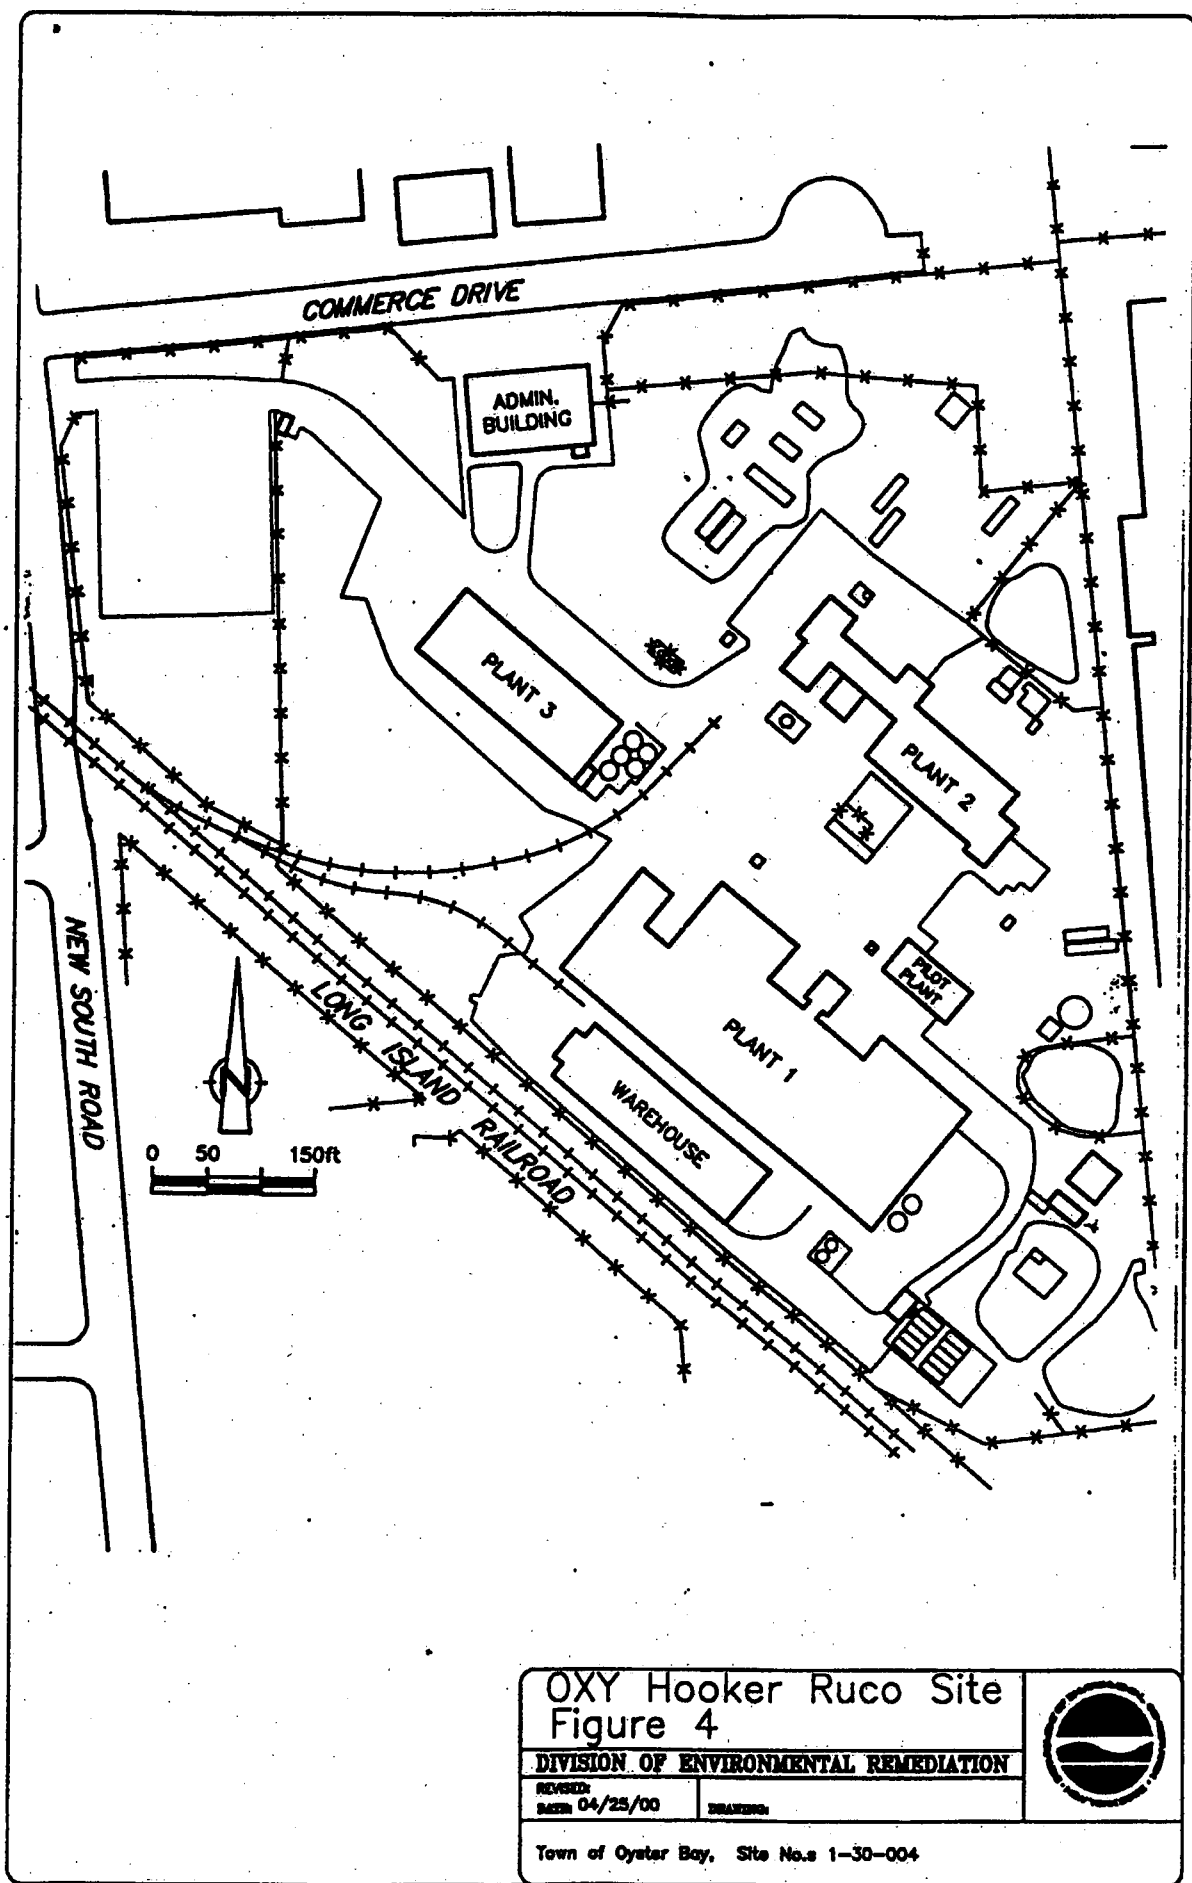 COMMERCE DRIVE
ADMIN.
BUILDING
PLANT 3
PLANT 2
PILOT
PLANT
PLANT 1
WAREHOUSE
NEW SOUTH ROAD
LONG ISLAND RAILROAD
N
0 50 150ft
OXY Hooker Ruco Site
Figure 4
DIVISION OF ENVIRONMENTAL REMEDIATION
REVISED:
DATE: 04/25/00 DRAWING:
Town of Oyster Bay, Site No.s 1-30-004